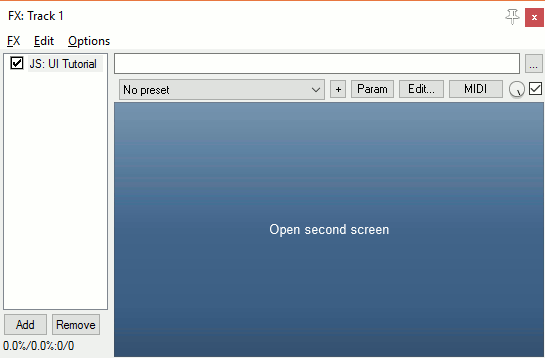 FX: Track 1
x
FX Edit Options
JS: UI Tutorial
...
No preset
+
Param
Edit...
MIDI
Open second screen
Add
Remove
0.0%/0.0%:0/0